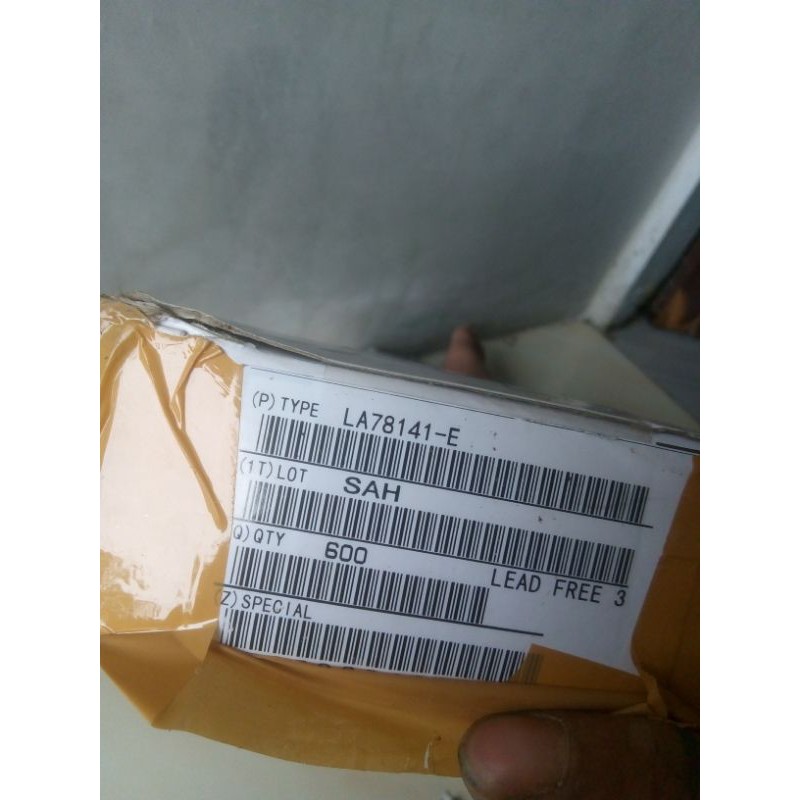 (P) TYPE LA78141-E
(1T) LOT SAH
Q) QTY 600
LEAD FREE 3
Z) SPECIAL